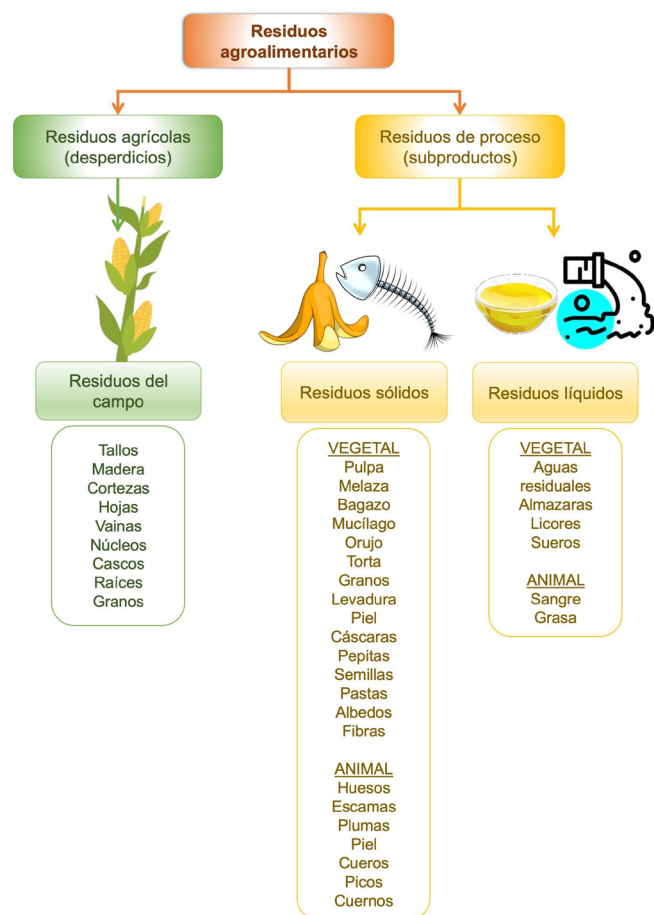 Residuos
agroalimentarios
Residuos agrícolas
(desperdicios)
Residuos de proceso
(subproductos)
Residuos del
campo
Tallos
Madera
Cortezas
Hojas
Vainas
Núcleos
Cascos
Raíces
Granos
Residuos sólidos
VEGETAL
Pulpa
Melaza
Bagazo
Mucílago
Orujo
Torta
Granos
Levadura
Piel
Cáscaras
Pepitas
Semillas
Pastas
Albedos
Fibras
ANIMAL
Huesos
Escamas
Plumas
Piel
Cueros
Picos
Cuernos
Residuos líquidos
VEGETAL
Aguas
residuales
Almazaras
Licores
Sueros
ANIMAL
Sangre
Grasa